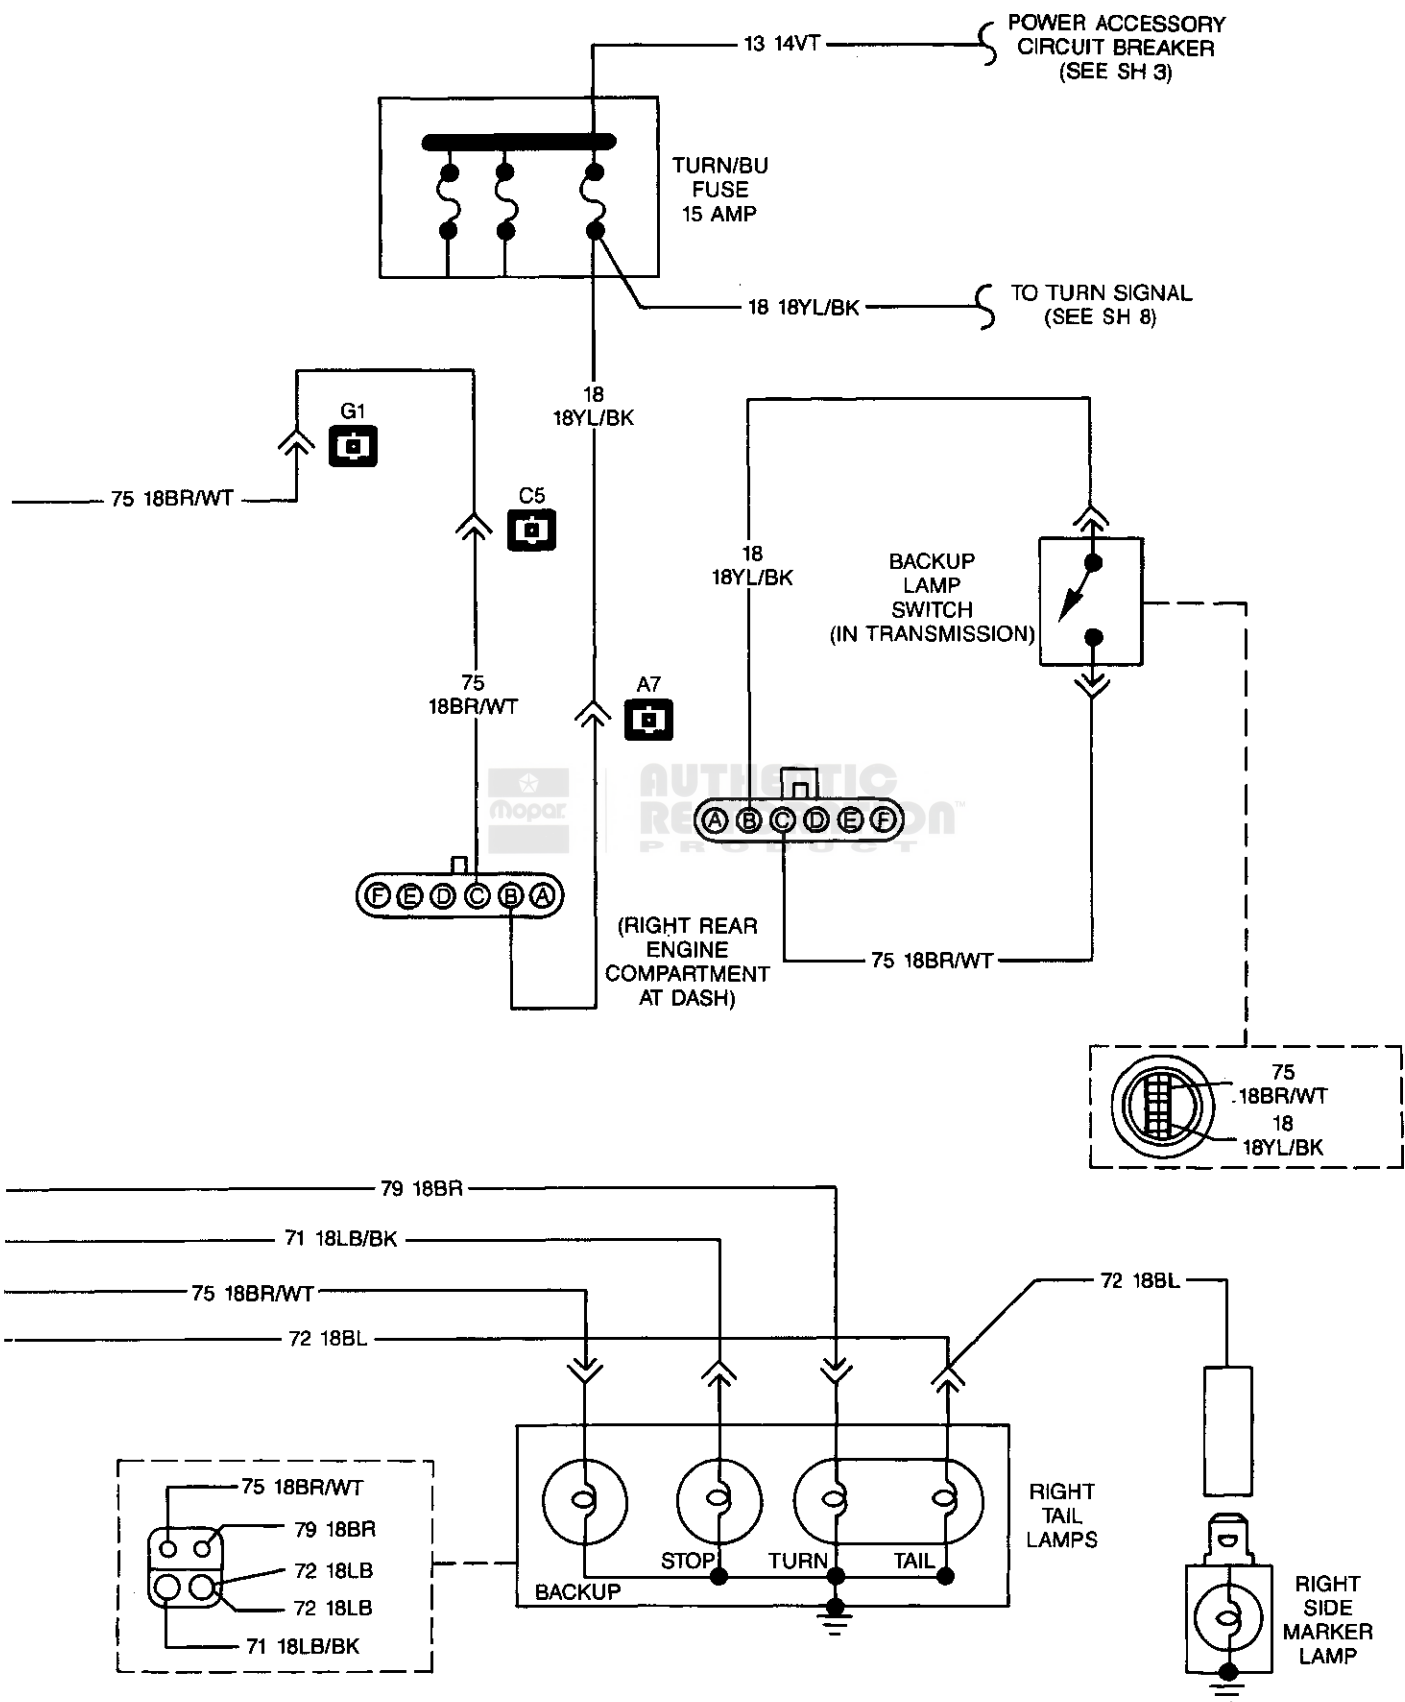 13 14VT
POWER ACCESSORY
CIRCUIT BREAKER
(SEE SH 3)
TURN/BU
FUSE
15 AMP
18 18YL/BK
TO TURN SIGNAL
(SEE SH 8)
18
18YL/BK
G1
75 18BR/WT
C5
18
18YL/BK
BACKUP
LAMP
SWITCH
(IN TRANSMISSION)
75
18BR/WT
A7
Mopar
AUTHENTIC
RESTORATION™
PRODUCT
A B C D E F
F E D C B A
(RIGHT REAR
ENGINE
COMPARTMENT
AT DASH)
75 18BR/WT
75
18BR/WT
18
18YL/BK
79 18BR
71 18LB/BK
75 18BR/WT
72 18BL
72 18BL
75 18BR/WT
79 18BR
72 18LB
72 18LB
71 18LB/BK
BACKUP
STOP
TURN
TAIL
RIGHT
TAIL
LAMPS
RIGHT
SIDE
MARKER
LAMP